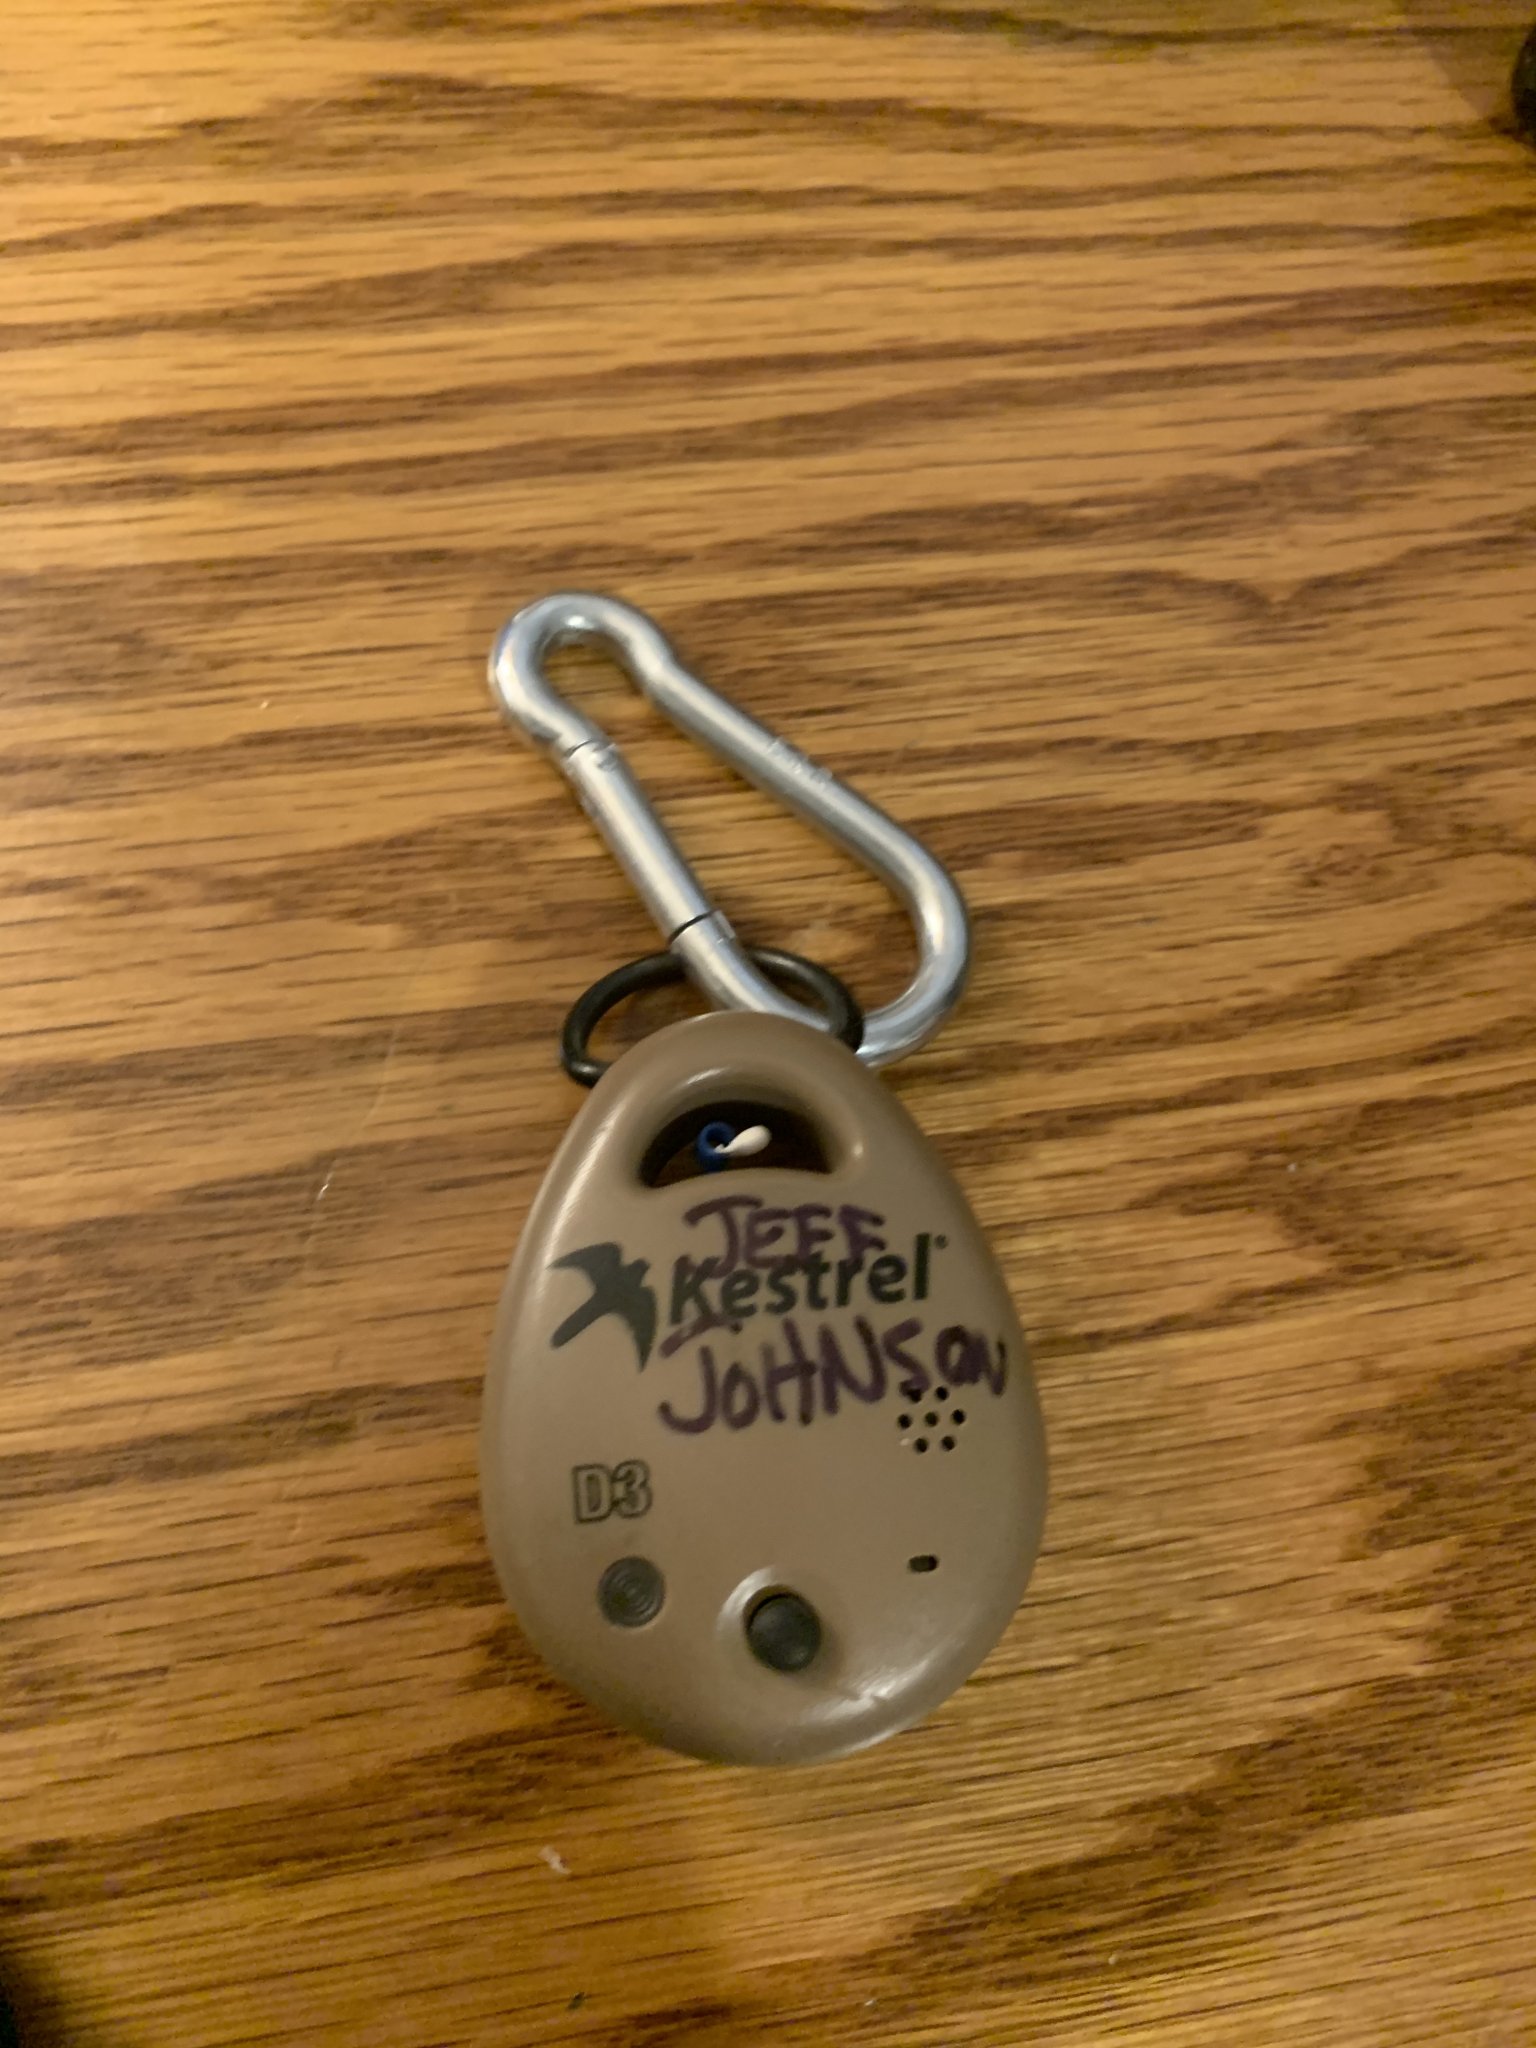 JEFF
Kestrel®
JOHNSON
D3